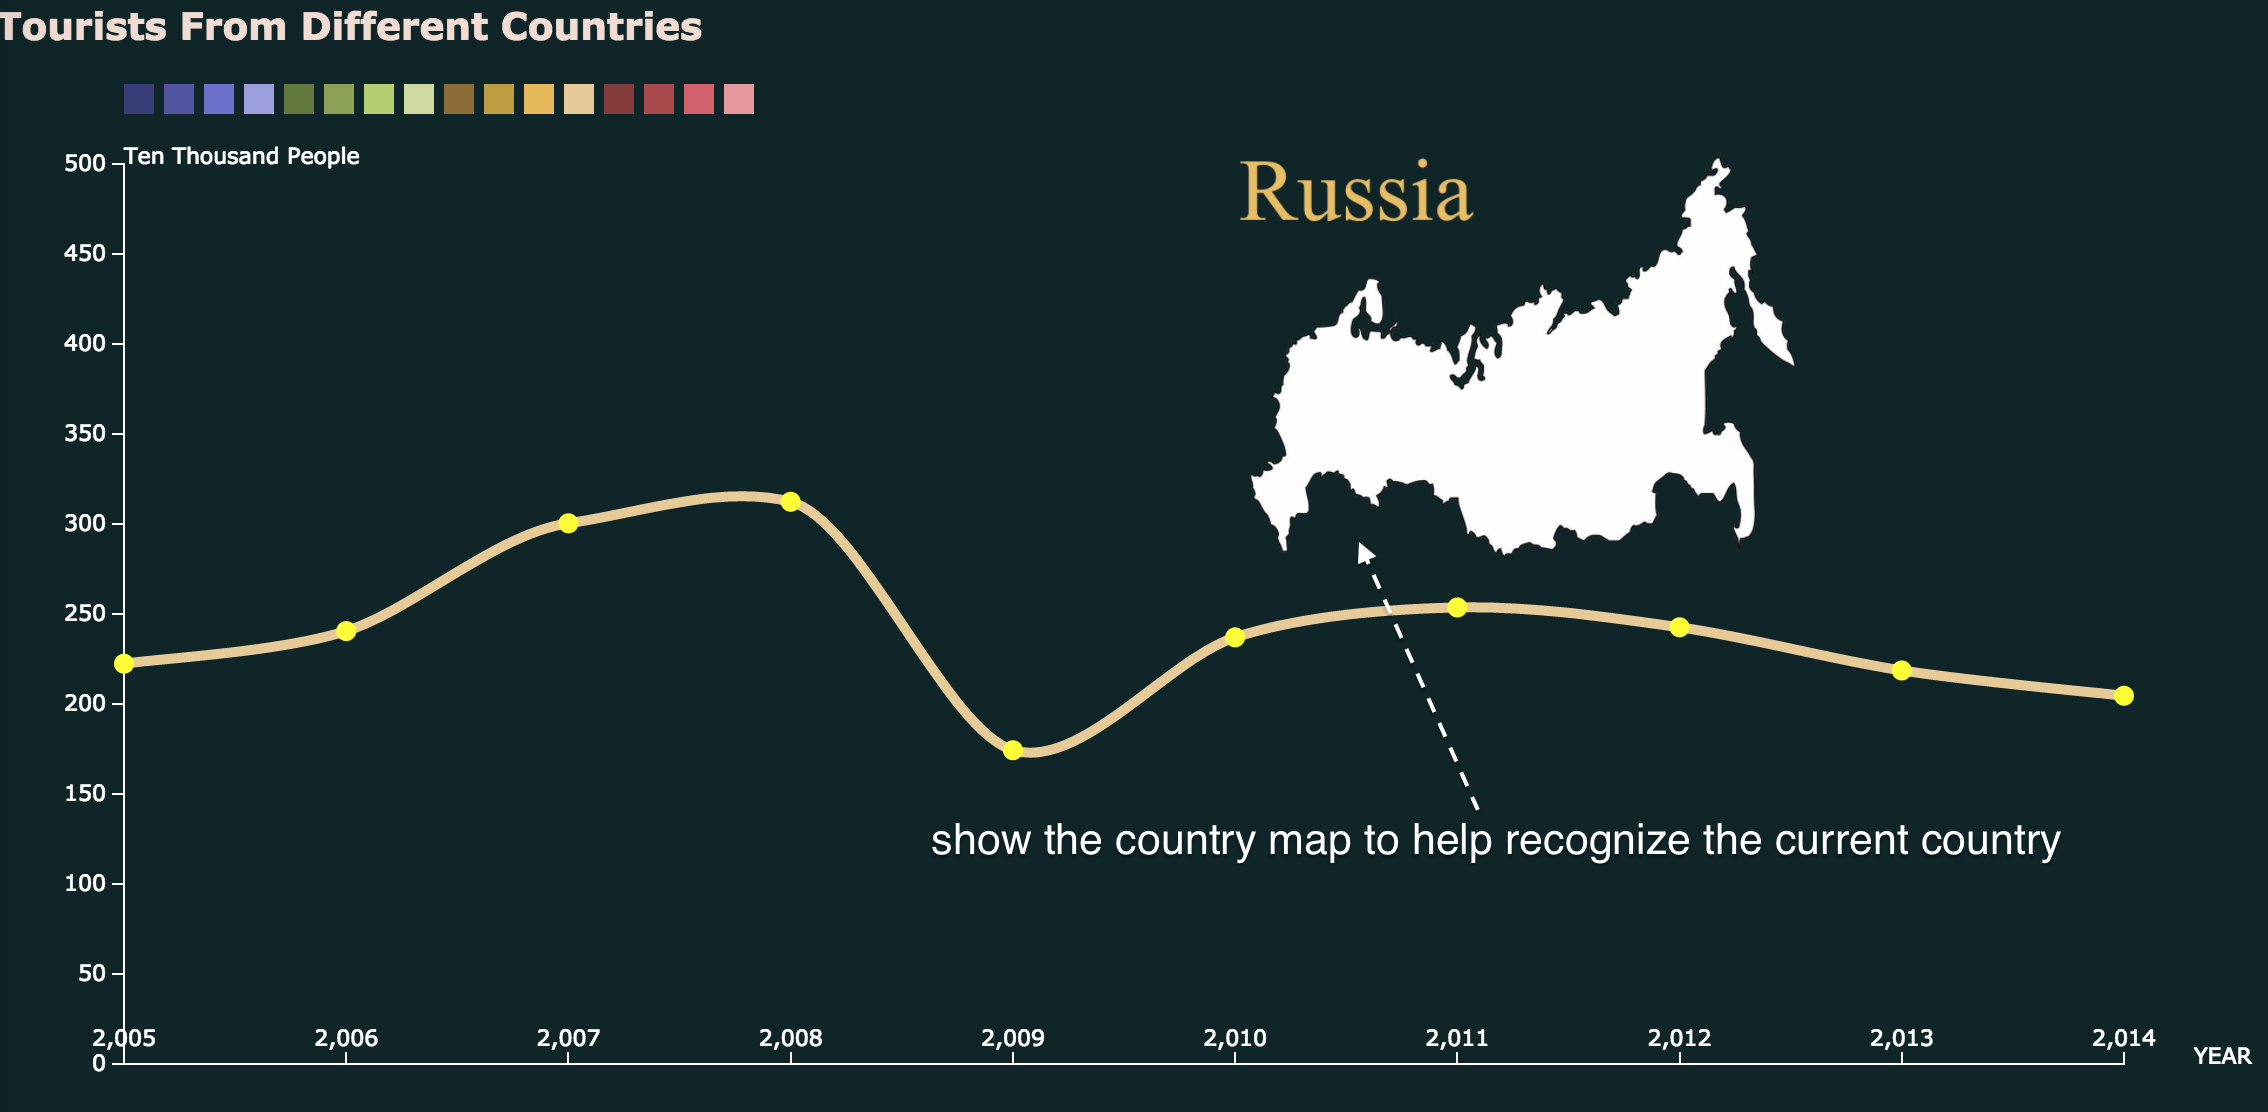 Tourists From Different Countries
Ten Thousand People
Russia
500
450
400
350
300
250
200
150
100
50
0
show the country map to help recognize the current country
2,005 2,006 2,007 2,008 2,009 2,010 2,011 2,012 2,013 2,014
YEAR